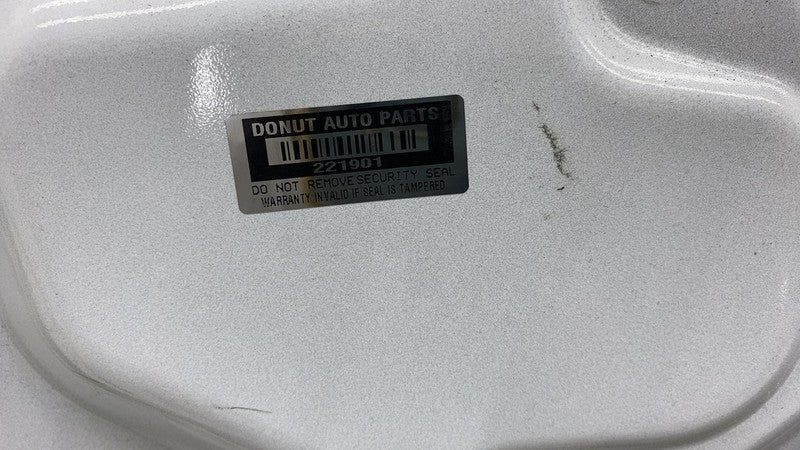 DONUT AUTO PARTS
221901
DO NOT REMOVE SECURITY SEAL
WARRANTY INVALID IF SEAL IS TAMPERED